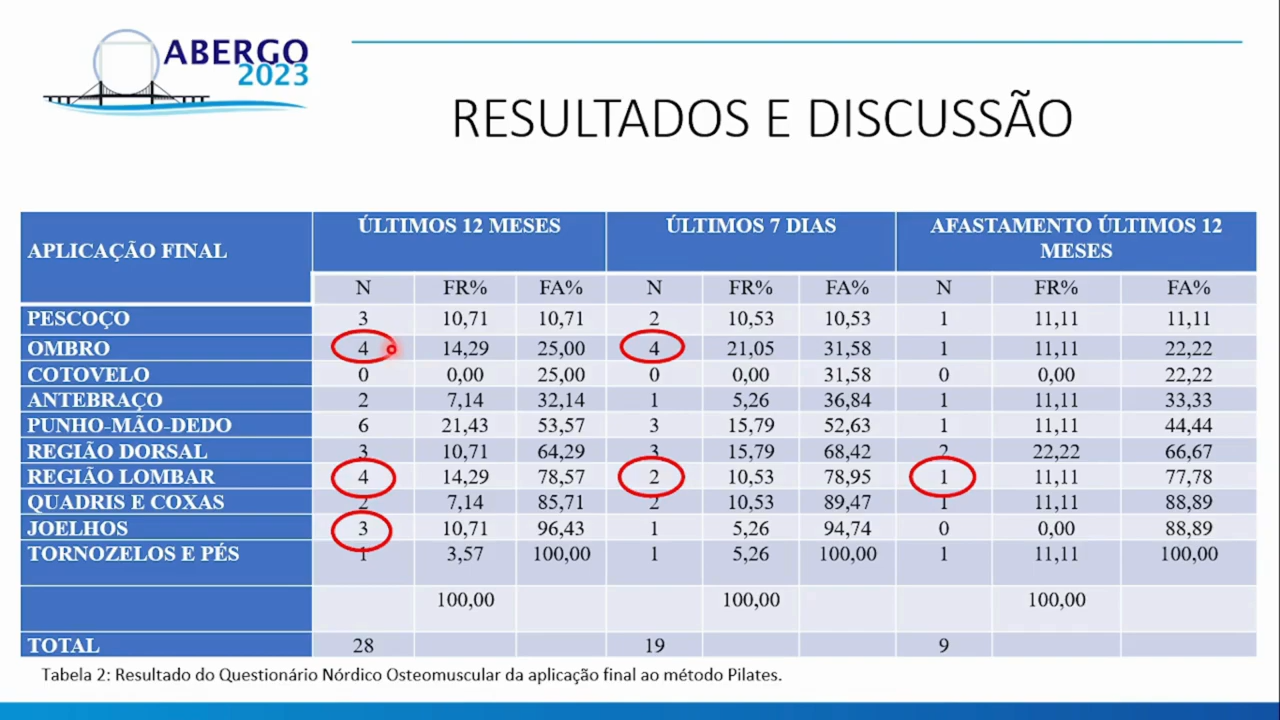 ABERGO
2023
RESULTADOS E DISCUSSÃO
APLICAÇÃO FINAL ÚLTIMOS 12 MESES ÚLTIMOS 7 DIAS AFASTAMENTO ÚLTIMOS 12
MESES
N FR% FA% N FR% FA% N FR% FA%
PESCOÇO 3 10,71 10,71 2 10,53 10,53 1 11,11 11,11
OMBRO 4 14,29 25,00 4 21,05 31,58 1 11,11 22,22
COTOVELO 0 0,00 25,00 0 0,00 31,58 0 0,00 22,22
ANTEBRAÇO 2 7,14 32,14 1 5,26 36,84 1 11,11 33,33
PUNHO-MÃO-DEDO 6 21,43 53,57 3 15,79 52,63 1 11,11 44,44
REGIÃO DORSAL 3 10,71 64,29 3 15,79 68,42 2 22,22 66,67
REGIÃO LOMBAR 4 14,29 78,57 2 10,53 78,95 1 11,11 77,78
QUADRIS E COXAS 2 7,14 85,71 2 10,53 89,47 1 11,11 88,89
JOELHOS 3 10,71 96,43 1 5,26 94,74 0 0,00 88,89
TORNOZELOS E PÉS 1 3,57 100,00 1 5,26 100,00 1 11,11 100,00
100,00 100,00 100,00
TOTAL 28 19 9
Tabela 2: Resultado do Questionário Nórdico Osteomuscular da aplicação final ao método Pilates.